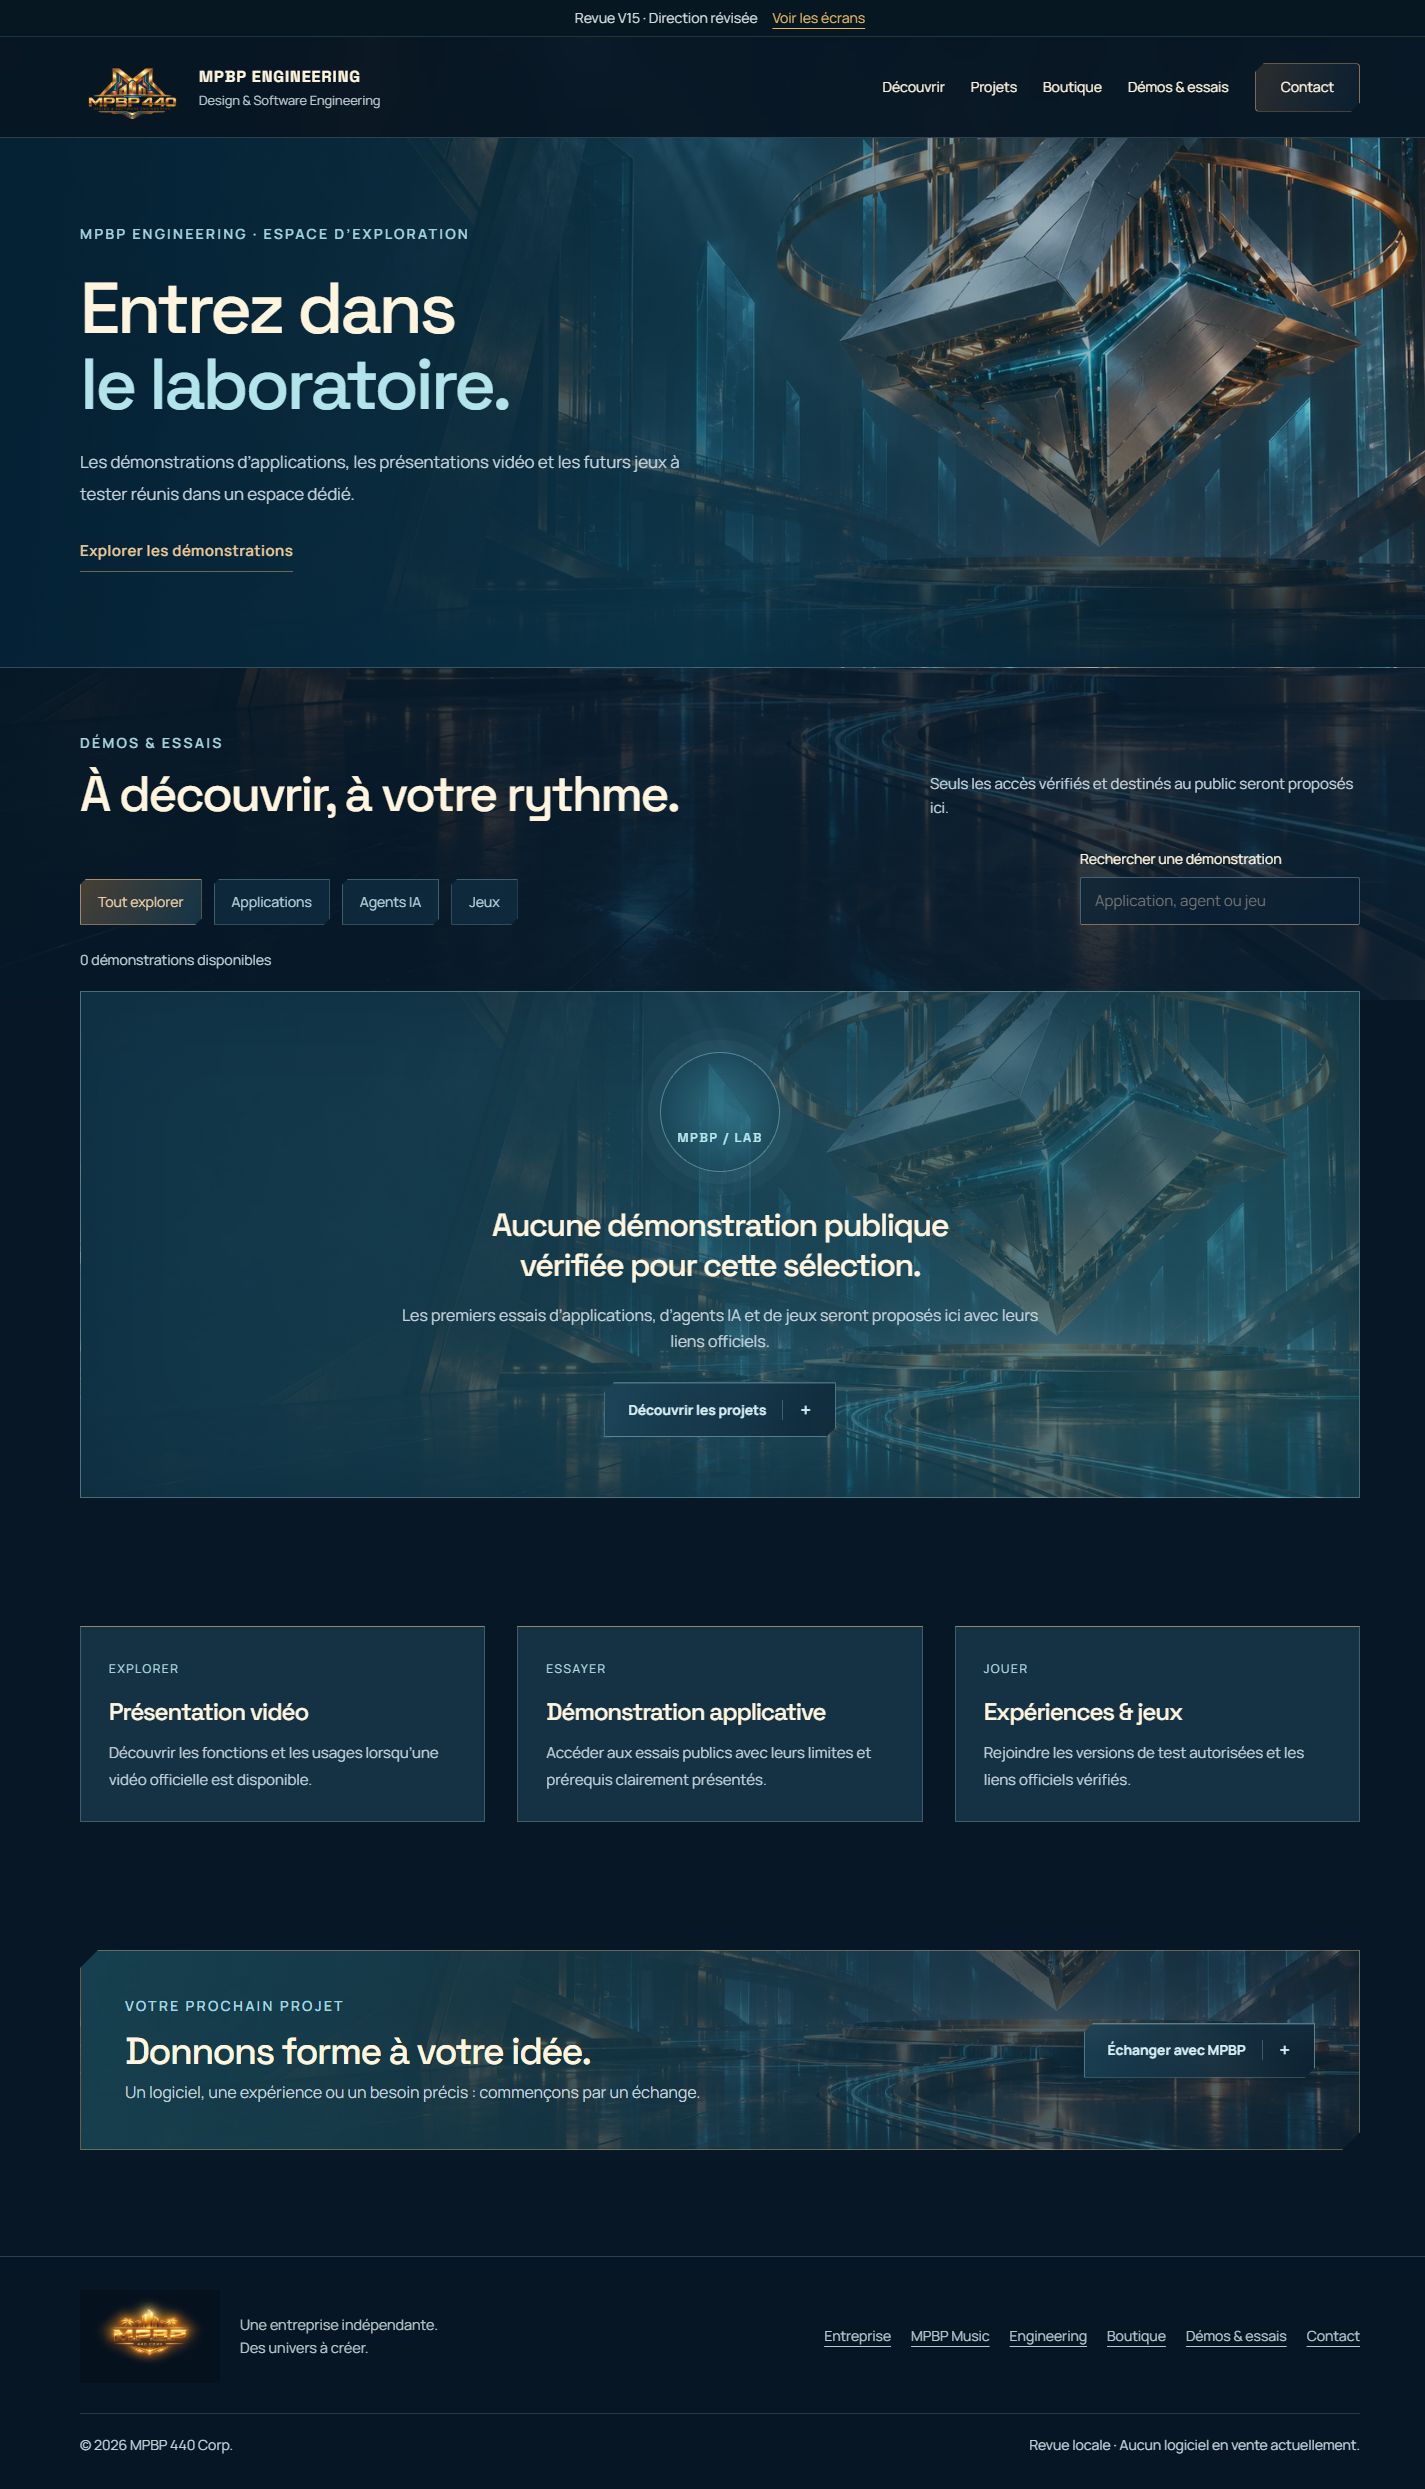 Revue V15 · Direction révisée Voir les écrans
MPBP 440
MPBP ENGINEERING
Design & Software Engineering
Découvrir Projets Boutique Démos & essais Contact
MPBP ENGINEERING · ESPACE D’EXPLORATION
Entrez dans
le laboratoire.
Les démonstrations d’applications, les présentations vidéo et les futurs jeux à
tester réunis dans un espace dédié.
Explorer les démonstrations
DÉMOS & ESSAIS
À découvrir, à votre rythme.
Seuls les accès vérifiés et destinés au public seront proposés
ici.
Rechercher une démonstration
Tout explorer Applications Agents IA Jeux
Application, agent ou jeu
0 démonstrations disponibles
MPBP / LAB
Aucune démonstration publique
vérifiée pour cette sélection.
Les premiers essais d’applications, d’agents IA et de jeux seront proposés ici avec leurs
liens officiels.
Découvrir les projets +
EXPLORER
Présentation vidéo
Découvrir les fonctions et les usages lorsqu’une
vidéo officielle est disponible.
ESSAYER
Démonstration applicative
Accéder aux essais publics avec leurs limites et
prérequis clairement présentés.
JOUER
Expériences & jeux
Rejoindre les versions de test autorisées et les
liens officiels vérifiés.
VOTRE PROCHAIN PROJET
Donnons forme à votre idée.
Un logiciel, une expérience ou un besoin précis : commençons par un échange.
Échanger avec MPBP +
MPBP
Une entreprise indépendante.
Des univers à créer.
Entreprise MPBP Music Engineering Boutique Démos & essais Contact
© 2026 MPBP 440 Corp.
Revue locale · Aucun logiciel en vente actuellement.